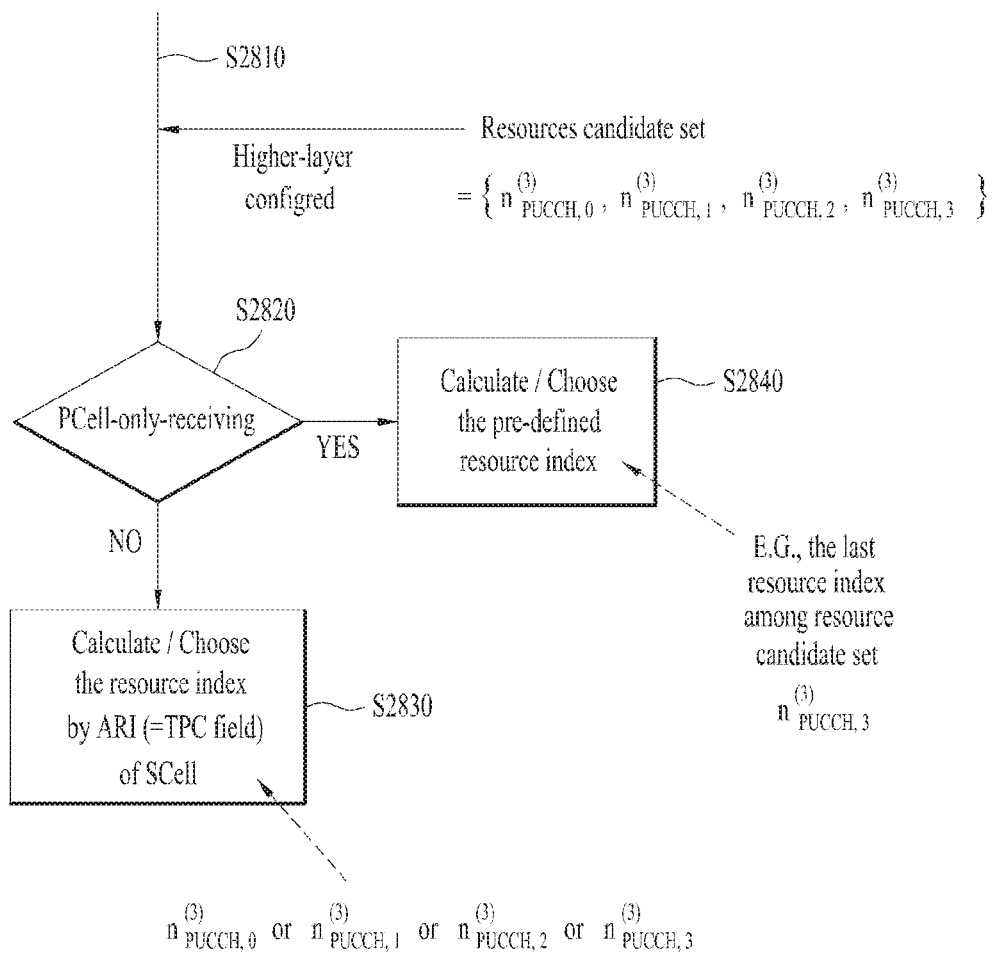 S2810
Resources candidate set
= { n^{(3)}_{PUCCH, 0} , n^{(3)}_{PUCCH, 1} , n^{(3)}_{PUCCH, 2} , n^{(3)}_{PUCCH, 3} }
Higher-layer
configred
S2820
PCell-only-receiving
YES
NO
Calculate / Choose
the pre-defined
resource index
S2840
E.G., the last
resource index
among resource
candidate set
n^{(3)}_{PUCCH, 3}
Calculate / Choose
the resource index
by ARI (=TPC field)
of SCell
S2830
n^{(3)}_{PUCCH, 0} or n^{(3)}_{PUCCH, 1} or n^{(3)}_{PUCCH, 2} or n^{(3)}_{PUCCH, 3}